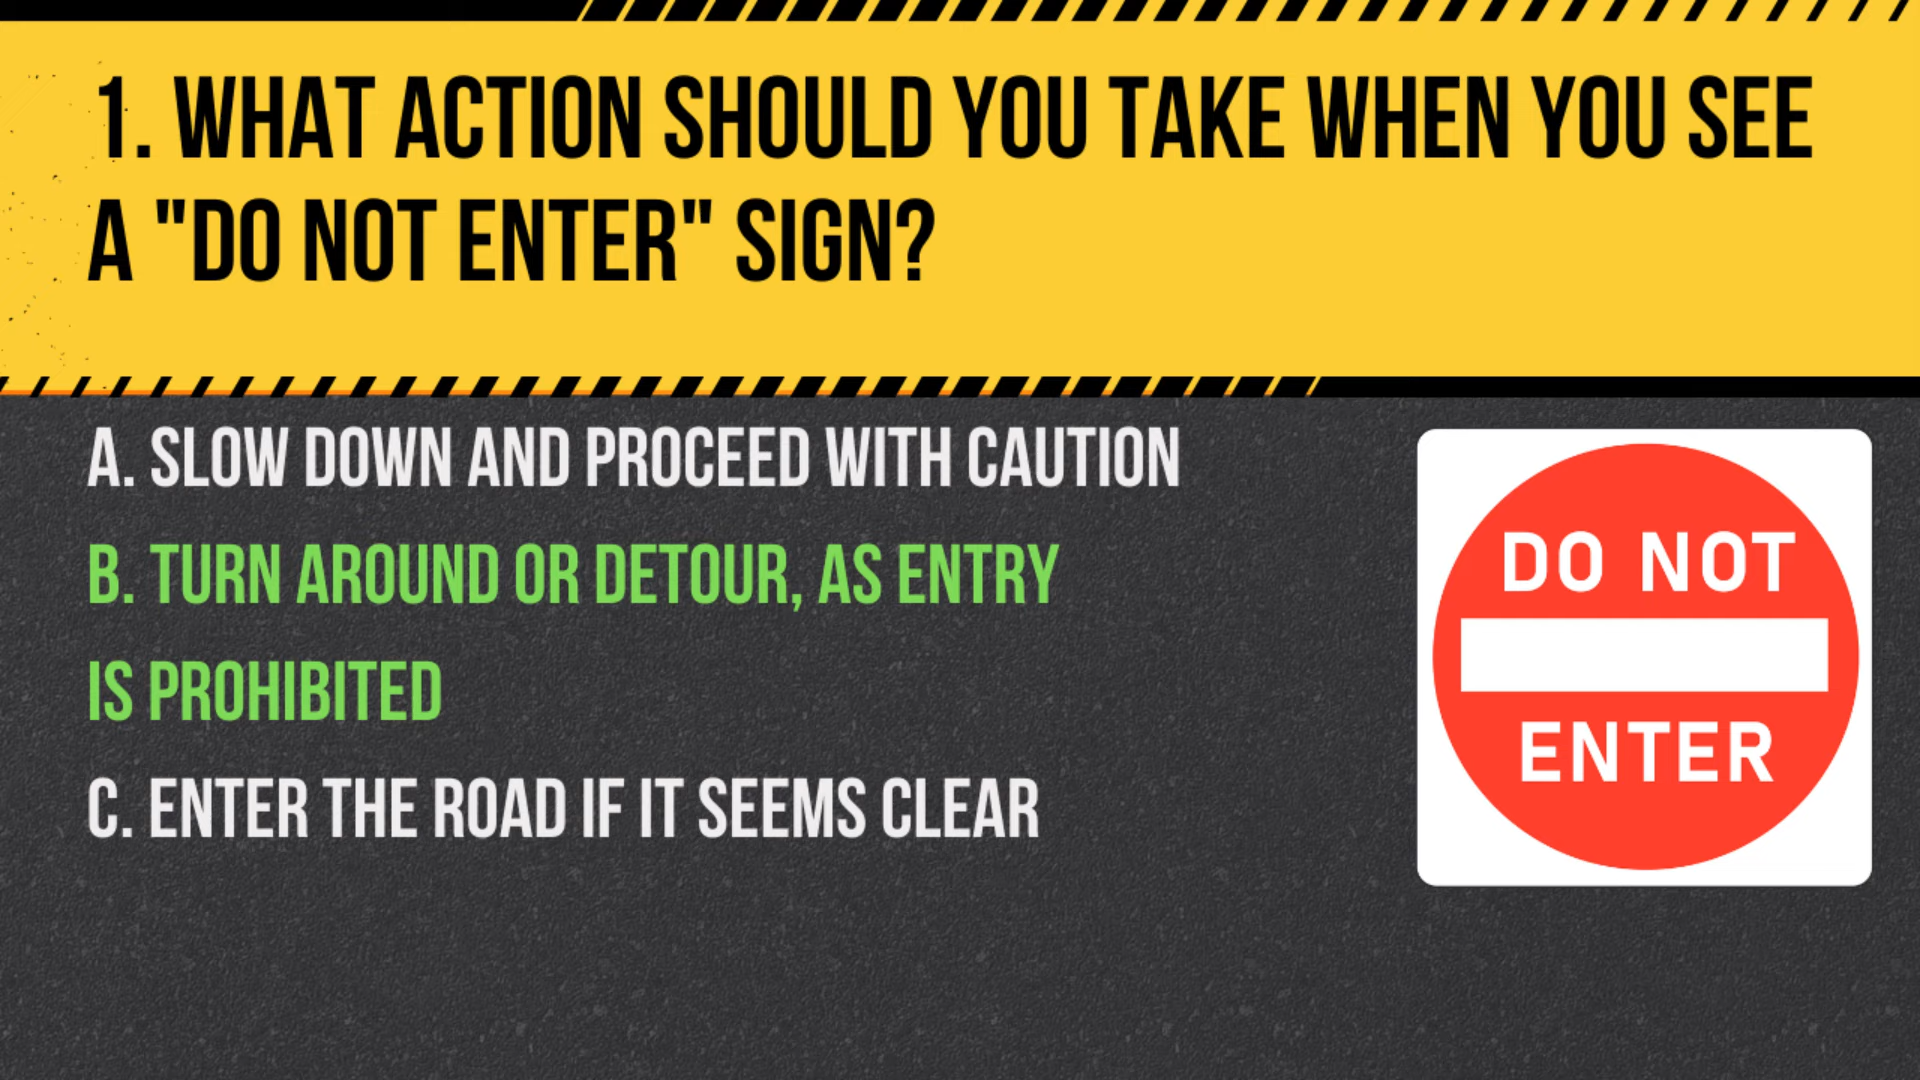 1. WHAT ACTION SHOULD YOU TAKE WHEN YOU SEE
A "DO NOT ENTER" SIGN?
A. SLOW DOWN AND PROCEED WITH CAUTION
B. TURN AROUND OR DETOUR, AS ENTRY
IS PROHIBITED
C. ENTER THE ROAD IF IT SEEMS CLEAR
DO NOT
ENTER